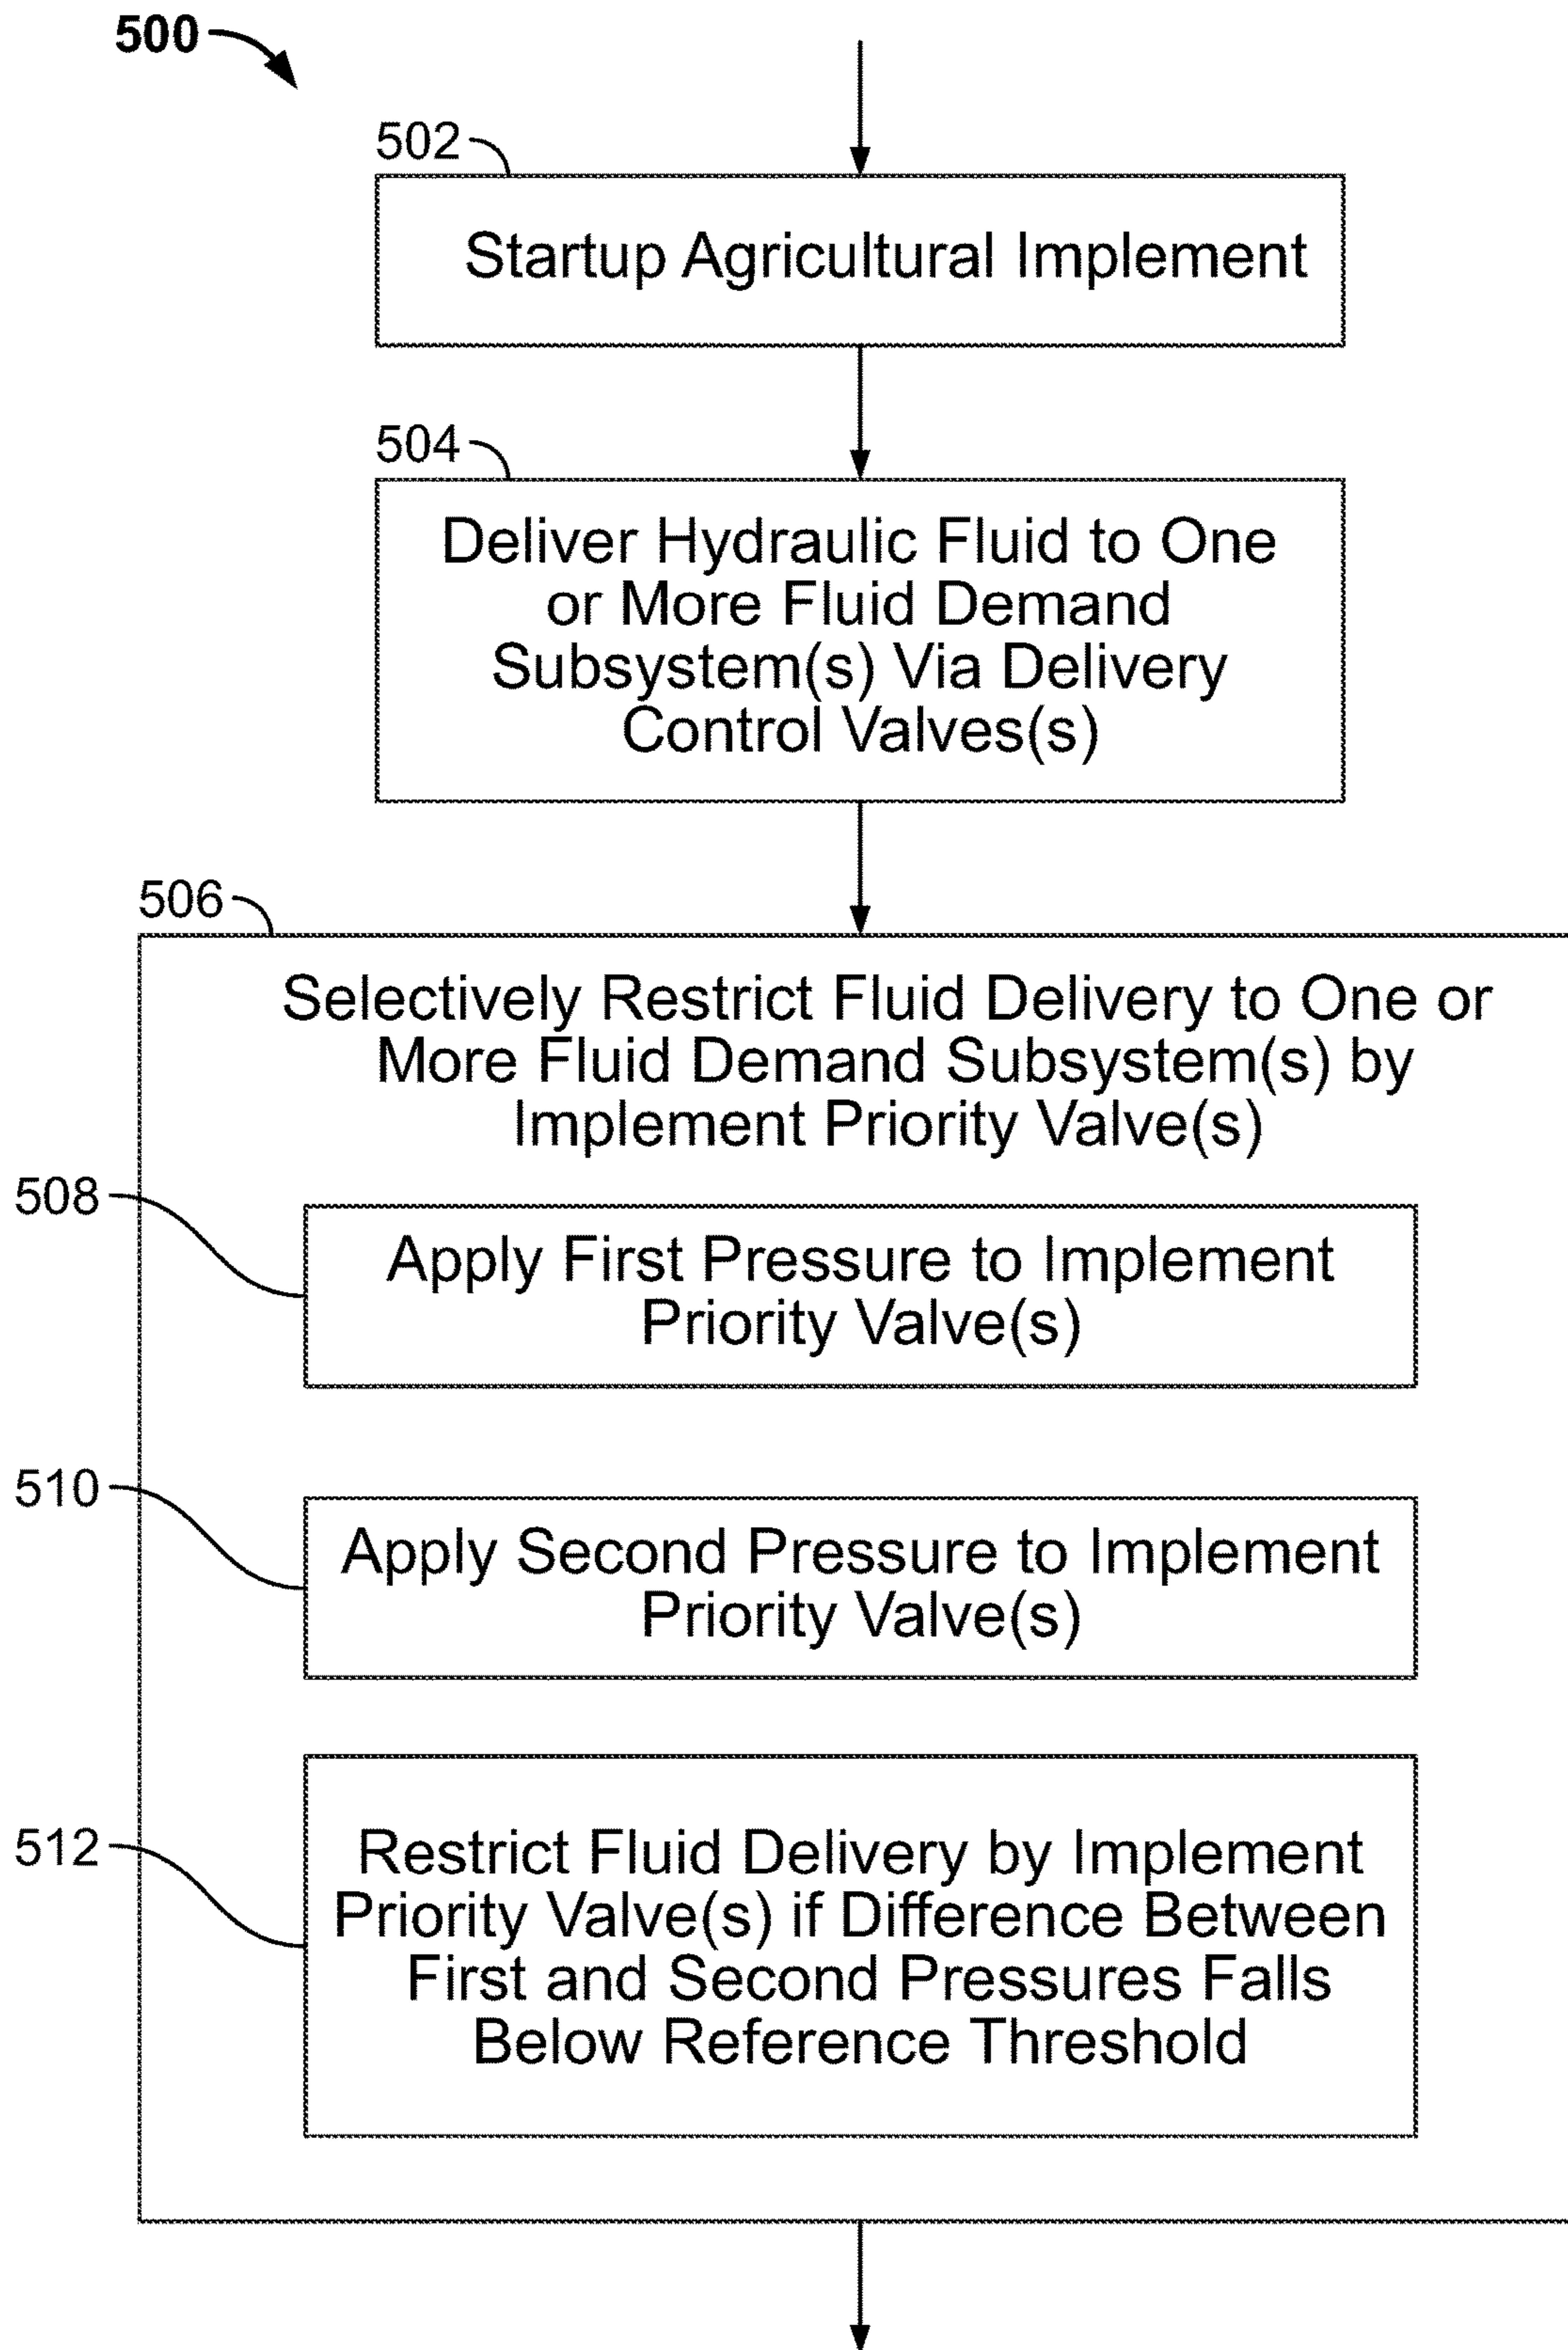 500
502
Startup Agricultural Implement
504
Deliver Hydraulic Fluid to One
or More Fluid Demand
Subsystem(s) Via Delivery
Control Valves(s)
506
Selectively Restrict Fluid Delivery to One or
More Fluid Demand Subsystem(s) by
Implement Priority Valve(s)
508
Apply First Pressure to Implement
Priority Valve(s)
510
Apply Second Pressure to Implement
Priority Valve(s)
512
Restrict Fluid Delivery by Implement
Priority Valve(s) if Difference Between
First and Second Pressures Falls
Below Reference Threshold